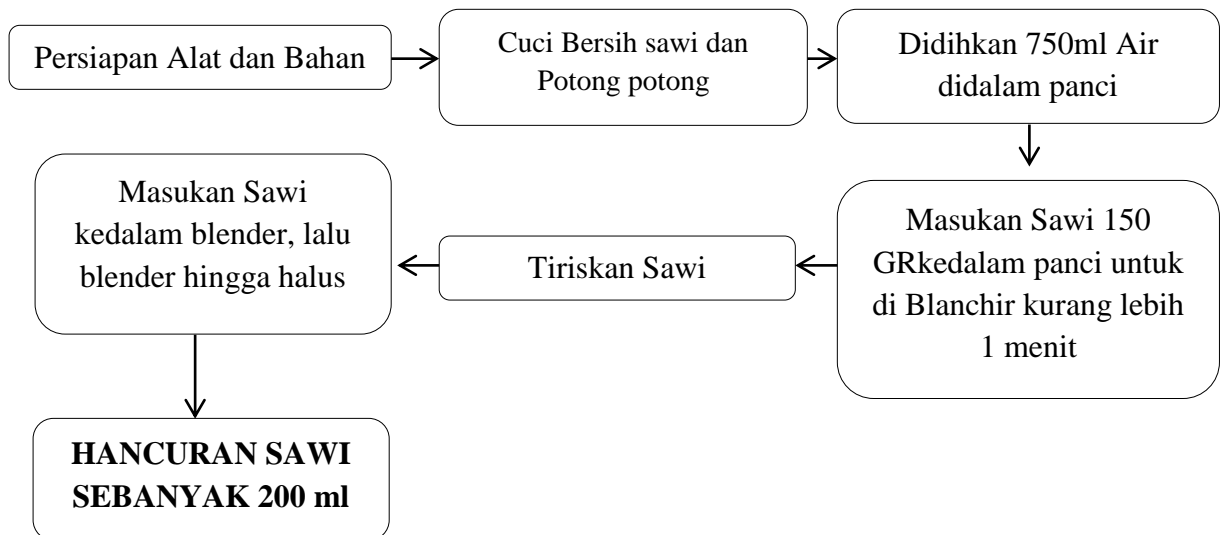 Persiapan Alat dan Bahan
Cuci Bersih sawi dan
Potong potong
Didihkan 750ml Air
didalam panci
Masukan Sawi 150
GRkedalam panci untuk
di Blanchir kurang lebih
1 menit
Tiriskan Sawi
Masukan Sawi
kedalam blender, lalu
blender hingga halus
HANCURAN SAWI
SEBANYAK 200 ml